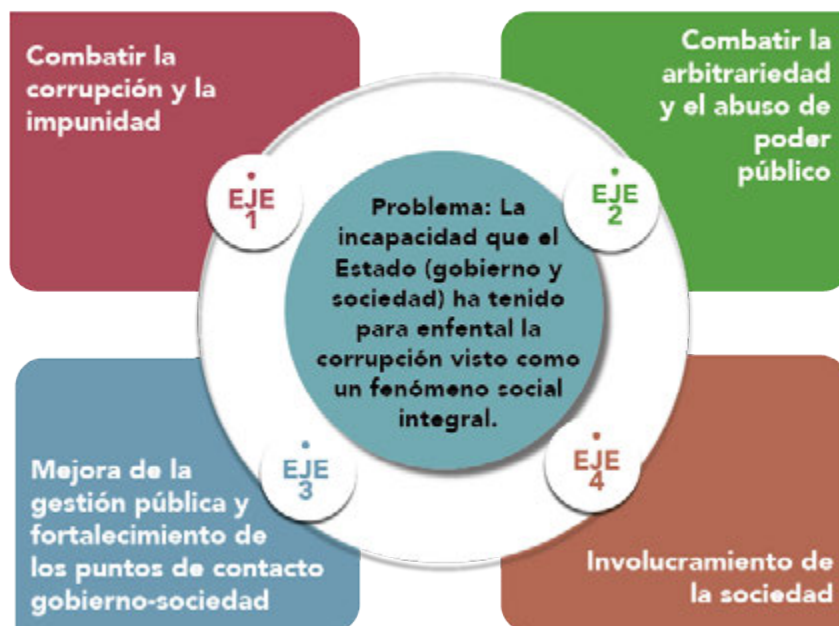 Combatir la
corrupción y la
impunidad
Combatir la
arbitrariedad
y el abuso de
poder
público
EJE
1
EJE
2
Problema: La
incapacidad que el
Estado (gobierno y
sociedad) ha tenido
para enfental la
corrupción visto como
un fenómeno social
integral.
EJE
3
EJE
4
Mejora de la
gestión pública y
fortalecimiento de
los puntos de contacto
gobierno-sociedad
Involucramiento de
la sociedad